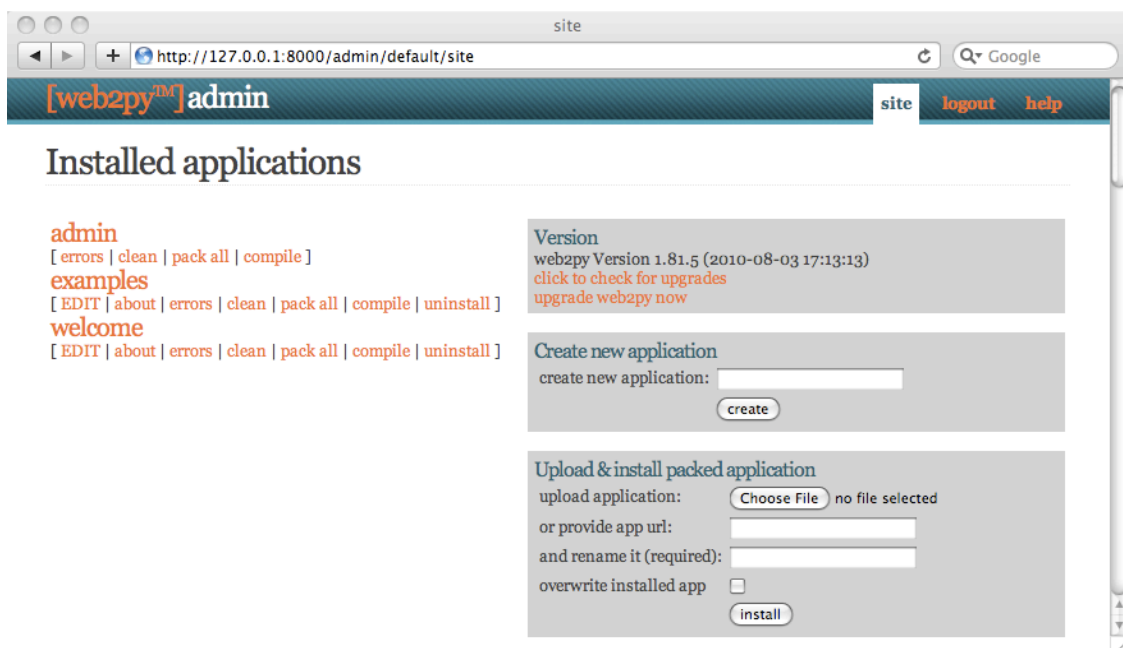 site
http://127.0.0.1:8000/admin/default/site
Google
[web2py™]admin
site
logout
help
Installed applications
admin
[ errors | clean | pack all | compile ]
examples
[ EDIT | about | errors | clean | pack all | compile | uninstall ]
welcome
[ EDIT | about | errors | clean | pack all | compile | uninstall ]
Version
web2py Version 1.81.5 (2010-08-03 17:13:13)
click to check for upgrades
upgrade web2py now
Create new application
create new application:
create
Upload & install packed application
upload application:
Choose File no file selected
or provide app url:
and rename it (required):
overwrite installed app
install